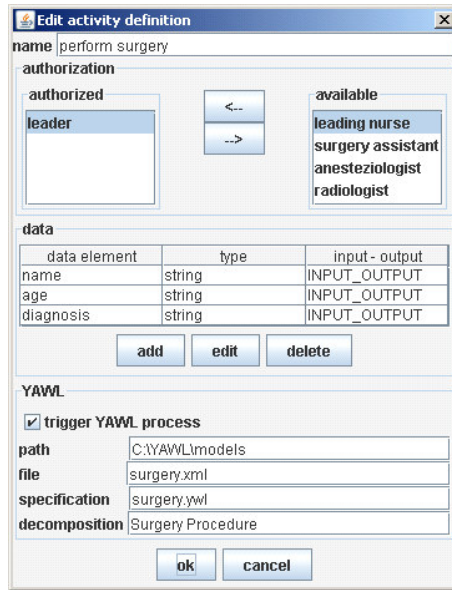 Edit activity definition
name perform surgery
authorization
authorized
leader
<--
-->
available
leading nurse
surgery assistant
anesteziologist
radiologist
data
data element type input - output
name string INPUT_OUTPUT
age string INPUT_OUTPUT
diagnosis string INPUT_OUTPUT
add edit delete
YAWL
trigger YAWL process
path C:\YAWL\models
file surgery.xml
specification surgery.ywl
decomposition Surgery Procedure
ok cancel